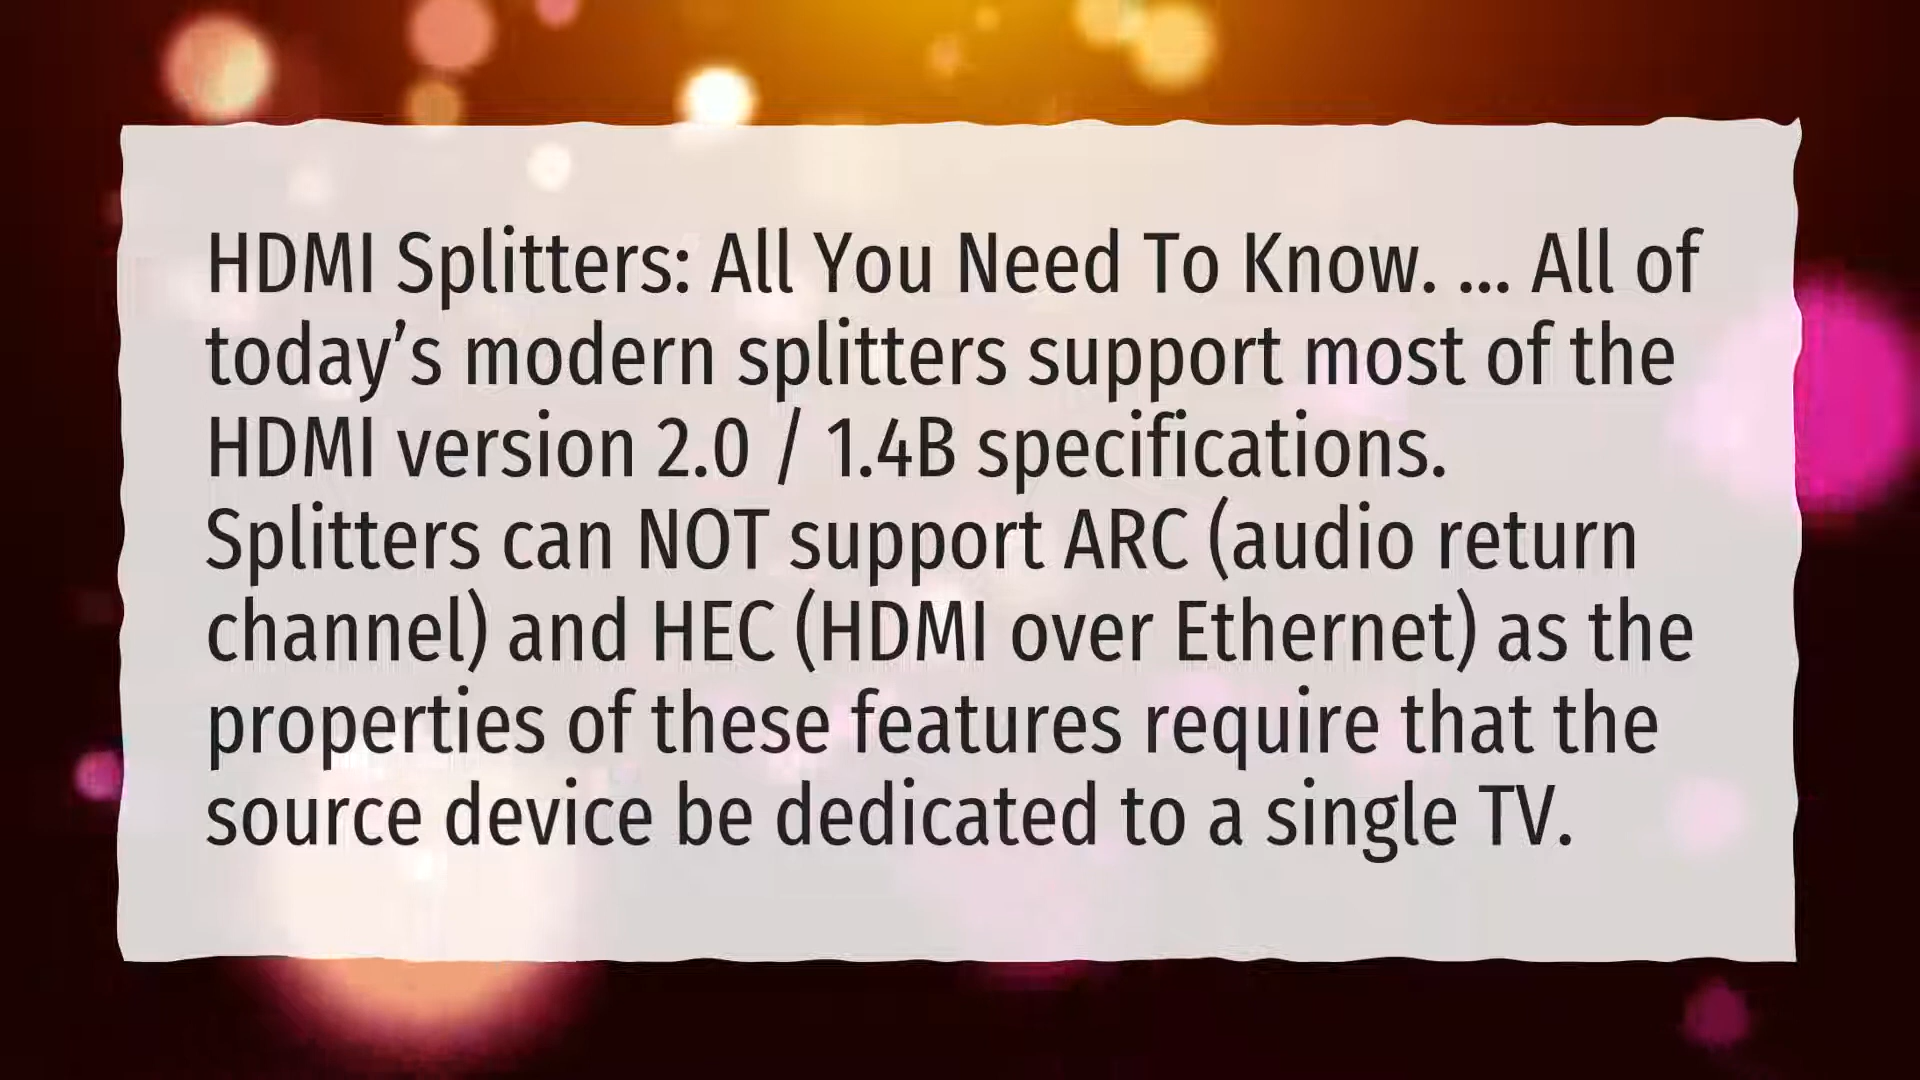 HDMI Splitters: All You Need To Know. ... All of
today’s modern splitters support most of the
HDMI version 2.0 / 1.4B specifications.
Splitters can NOT support ARC (audio return
channel) and HEC (HDMI over Ethernet) as the
properties of these features require that the
source device be dedicated to a single TV.